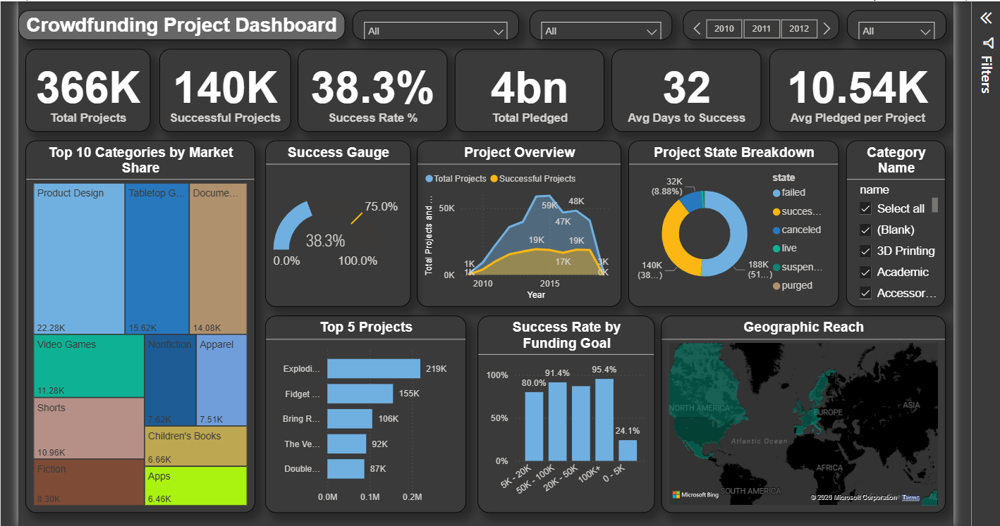 Crowdfunding Project Dashboard
All
All
2010 2011 2012
All
Filters
366K
Total Projects
140K
Successful Projects
38.3%
Success Rate %
4bn
Total Pledged
32
Avg Days to Success
10.54K
Avg Pledged per Project
Top 10 Categories by Market
Share
Product Design
22.28K
Tabletop G...
15.62K
Docume...
14.08K
Video Games
11.28K
Nonfiction
7.62K
Apparel
7.51K
Shorts
10.96K
Children's Books
6.66K
Fiction
8.30K
Apps
6.46K
Success Gauge
75.0%
38.3%
0.0%
100.0%
Project Overview
Total Projects Successful Projects
Total Projects and ...
50K
0K
1K
1K
59K
48K
47K
19K
19K
17K
3K
0K
2010 2015
Year
Project State Breakdown
32K
(8.88%)
140K
(38...)
188K
(51...)
state
failed
succes...
canceled
live
suspen...
purged
Category
Name
name
Select all
(Blank)
3D Printing
Academic
Accessor...
Top 5 Projects
Explodi... 219K
Fidget ... 155K
Bring R... 106K
The Ve... 92K
Double... 87K
0.0M 0.1M 0.2M
Success Rate by
Funding Goal
100%
50%
0%
80.0%
91.4%
95.4%
24.1%
5K - 20K
50K - 100K
20K - 50K
100K+
0 - 5K
Geographic Reach
NORTH AMERICA
EUROPE
ASIA
Atlantic Ocean
AFRICA
SOUTH AMERICA
AU
Microsoft Bing
© 2026 Microsoft Corporation Terms